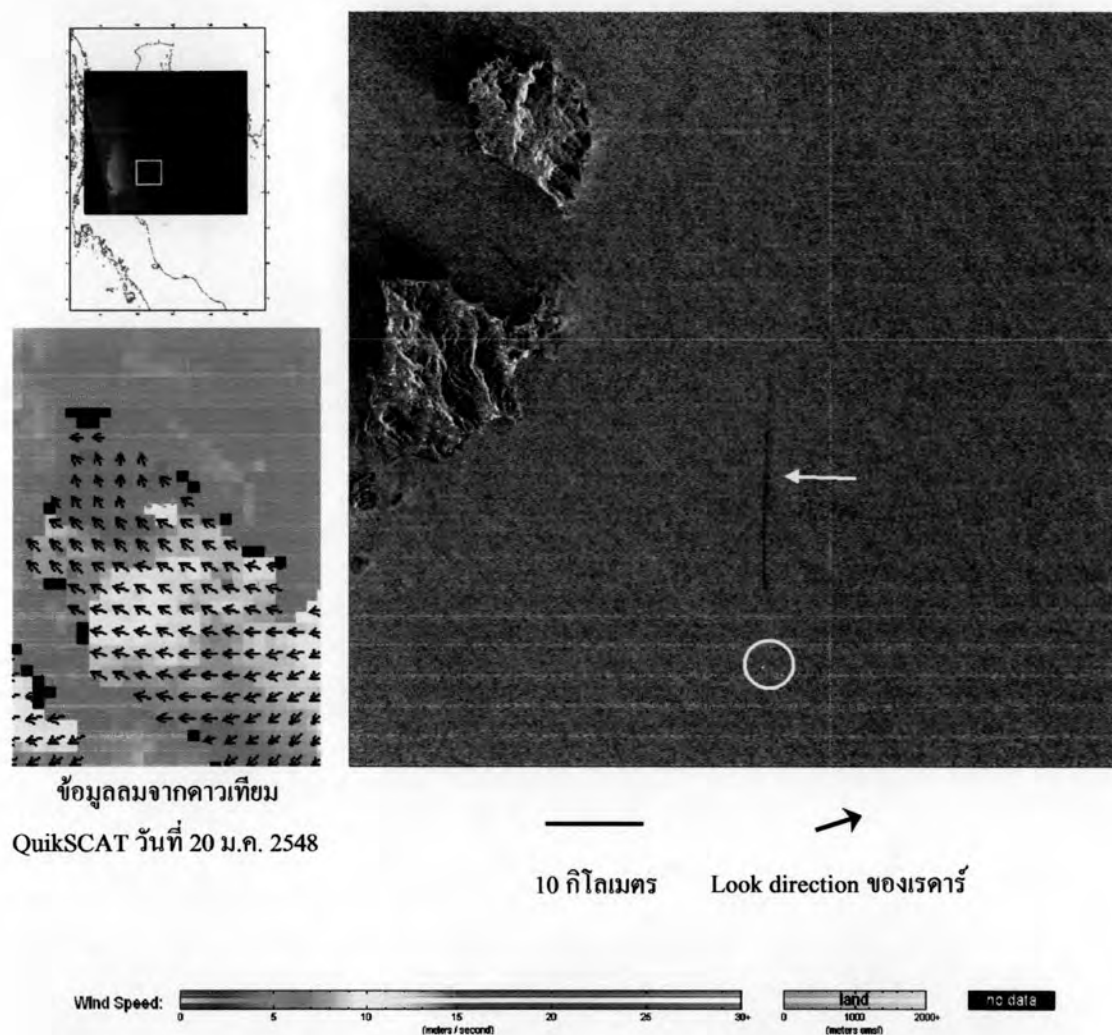 ข้อมูลลมจากดาวเทียม
QuikSCAT วันที่ 20 ม.ค. 2548
10 กิโลเมตร
Look direction ของเรดาร์
Wind Speed:
0 5 10 15 20 25 30+
(meters / second)
land
0 1000 2000+
(meters amsl)
no data